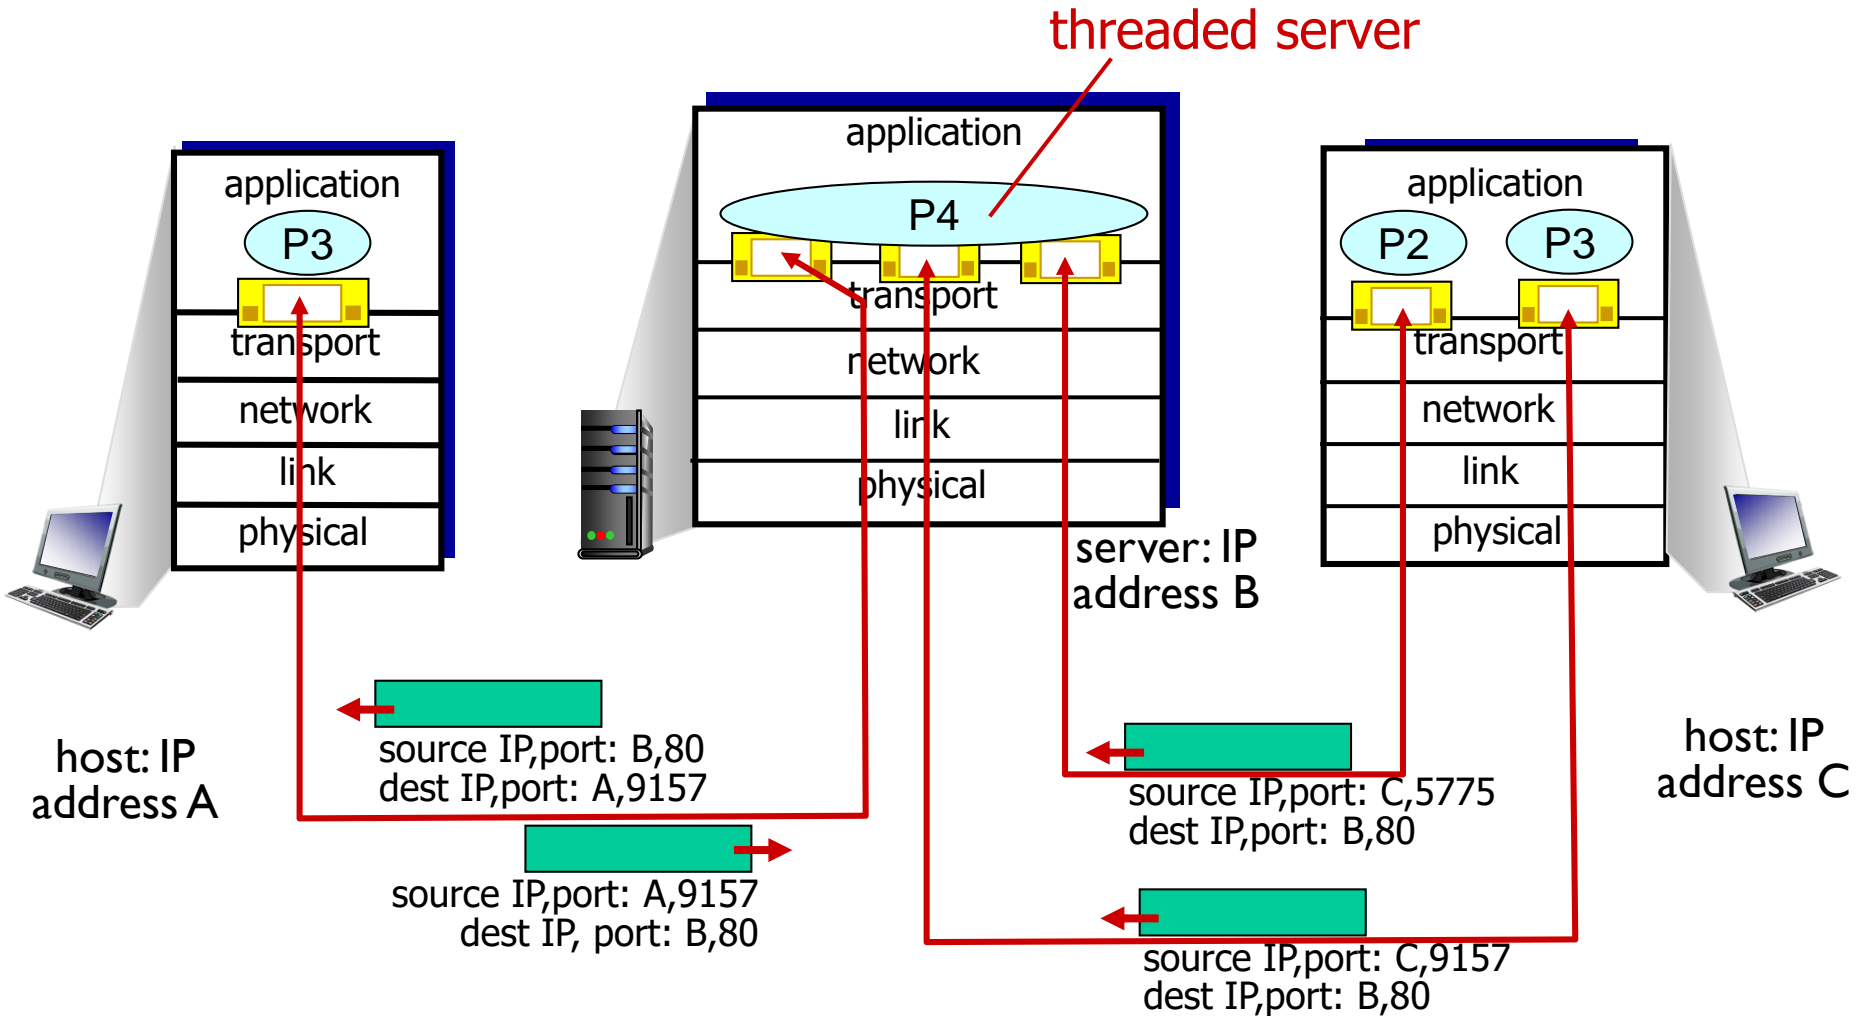 threaded server
application
P3
transport
network
link
physical
application
P4
transport
network
link
physical
application
P2
P3
transport
network
link
physical
server: IP
address B
host: IP
address A
source IP,port: B,80
dest IP,port: A,9157
source IP,port: A,9157
dest IP, port: B,80
source IP,port: C,5775
dest IP,port: B,80
source IP,port: C,9157
dest IP,port: B,80
host: IP
address C